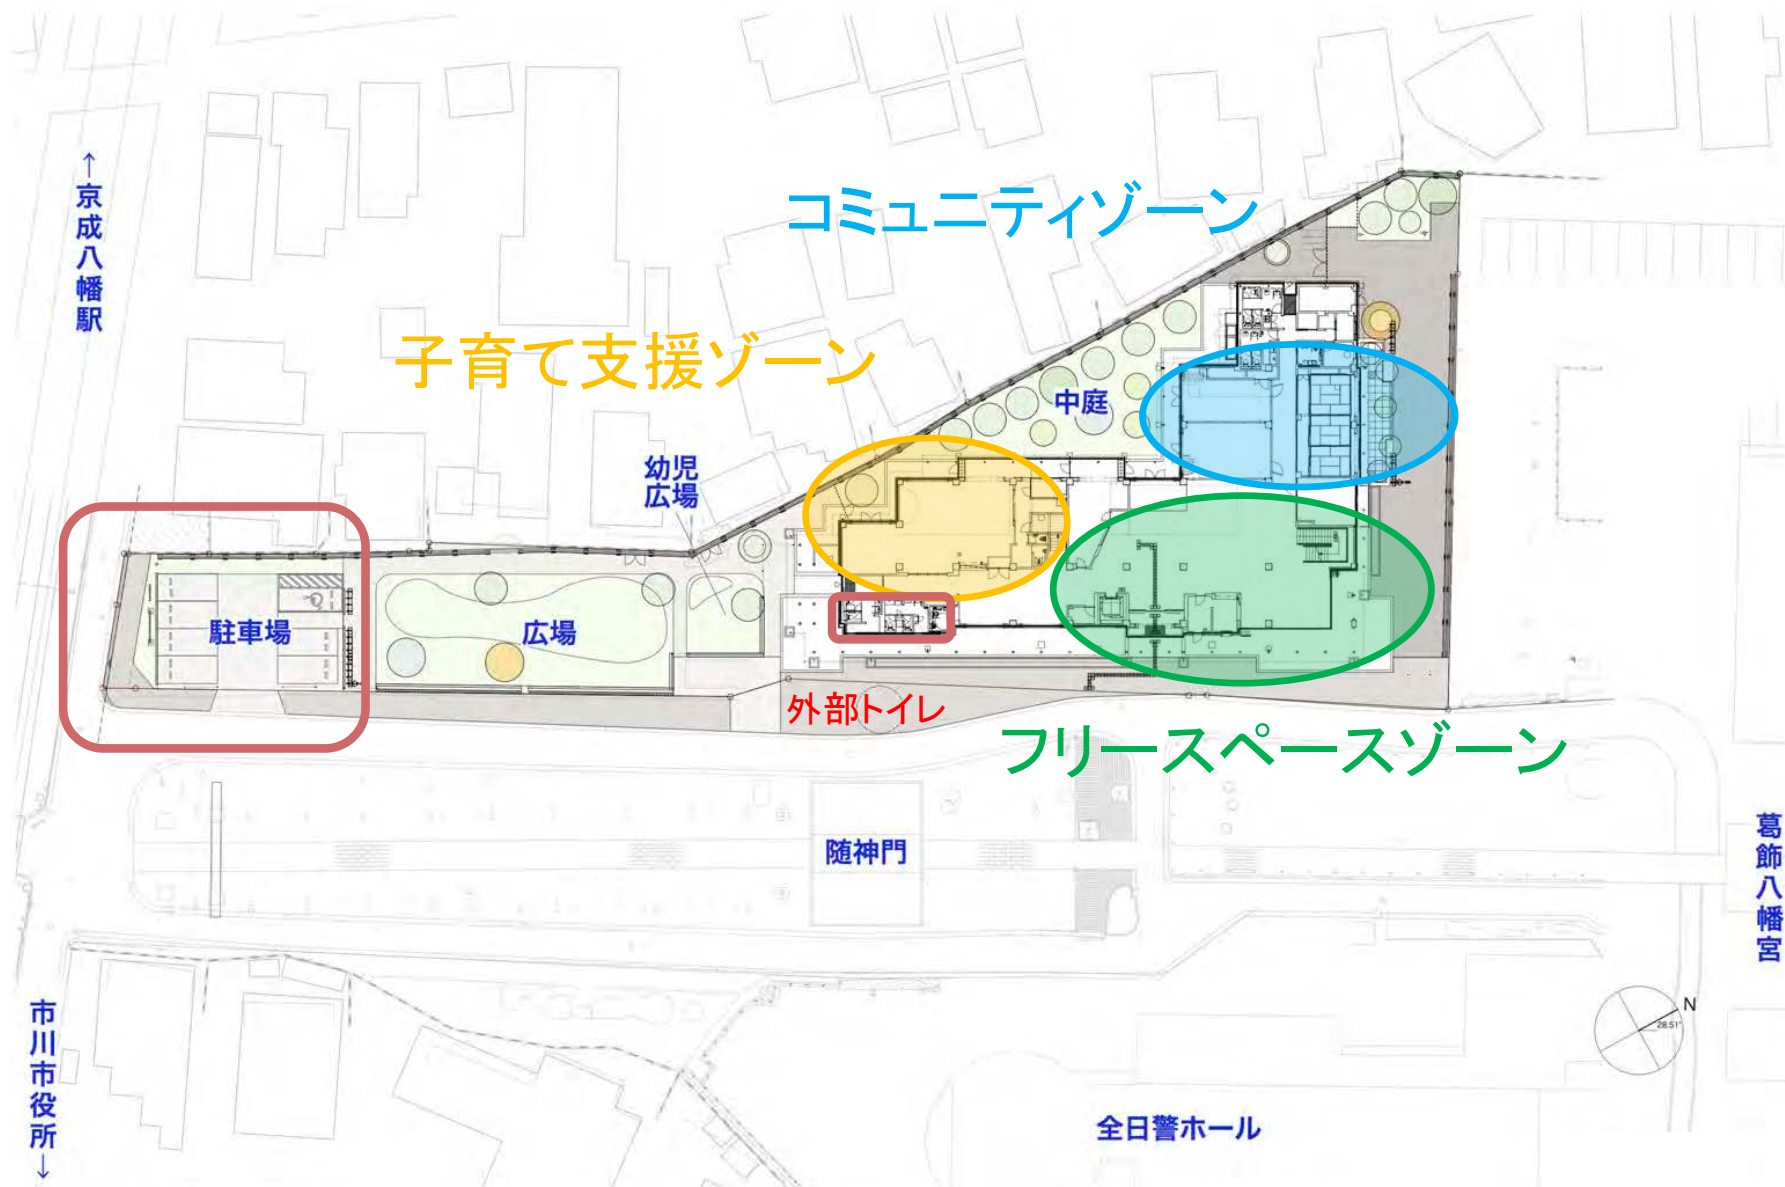 ↑京成八幡駅
コミュニティゾーン
子育て支援ゾーン
中庭
幼児
広場
駐車場
広場
外部トイレ
フリースペースゾーン
随神門
葛飾八幡宮
市川市役所↓
N
28.51°
全日警ホール